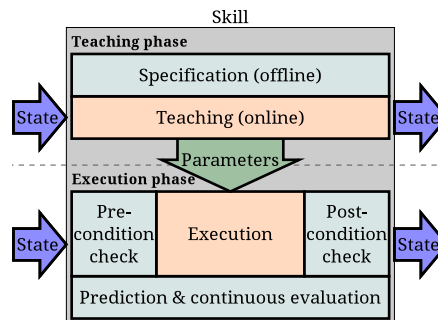 Skill
Teaching phase
Specification (offline)
State
Teaching (online)
State
Parameters
Execution phase
Pre-
condition
check
Execution
Post-
condition
check
State
State
Prediction & continuous evaluation